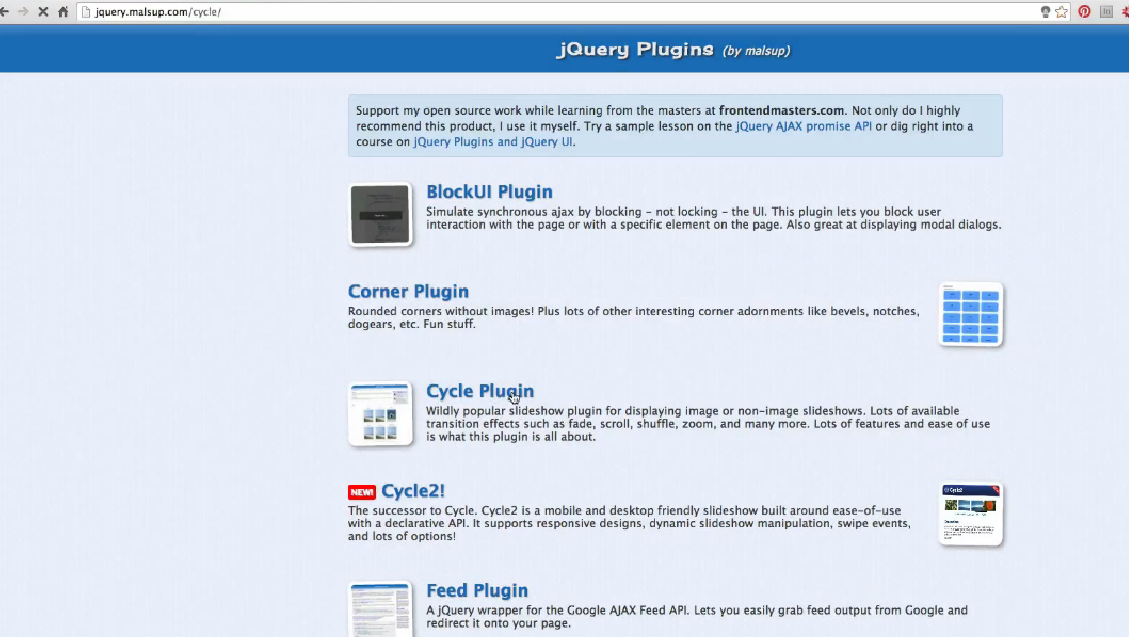 jquery.malsup.com/cycle/
jQuery Plugins (by malsup)
Support my open source work while learning from the masters at frontendmasters.com. Not only do I highly
recommend this product, I use it myself. Try a sample lesson on the jQuery AJAX promise API or dig right into a
course on jQuery Plugins and jQuery UI.
BlockUI Plugin
Simulate synchronous ajax by blocking - not locking - the UI. This plugin lets you block user
interaction with the page or with a specific element on the page. Also great at displaying modal dialogs.
Corner Plugin
Rounded corners without images! Plus lots of other interesting corner adornments like bevels, notches,
dogears, etc. Fun stuff.
Cycle Plugin
Wildly popular slideshow plugin for displaying image or non-image slideshows. Lots of available
transition effects such as fade, scroll, shuffle, zoom, and many more. Lots of features and ease of use
is what this plugin is all about.
NEW! Cycle2!
The successor to Cycle. Cycle2 is a mobile and desktop friendly slideshow built around ease-of-use
with a declarative API. It supports responsive designs, dynamic slideshow manipulation, swipe events,
and lots of options!
Cycle2
Feed Plugin
A jQuery wrapper for the Google AJAX Feed API. Lets you easily grab feed output from Google and
redirect it onto your page.